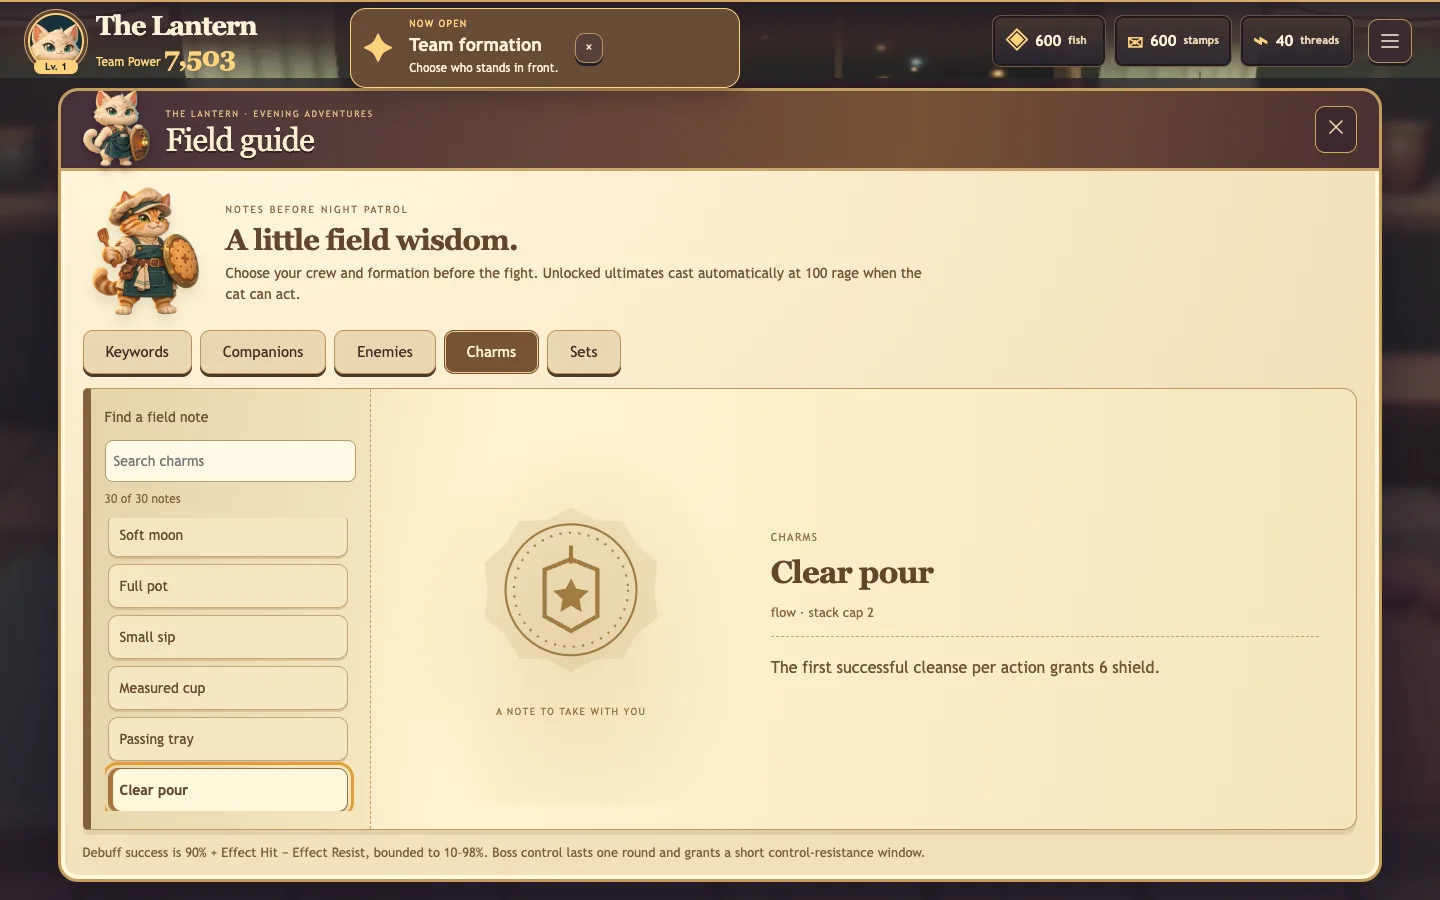 The Lantern
Lv. 1
Team Power 7,503
NOW OPEN
Team formation
Choose who stands in front.
×
600 fish
600 stamps
40 threads
THE LANTERN · EVENING ADVENTURES
Field guide
NOTES BEFORE NIGHT PATROL
A little field wisdom.
Choose your crew and formation before the fight. Unlocked ultimates cast automatically at 100 rage when the
cat can act.
Keywords
Companions
Enemies
Charms
Sets
Find a field note
Search charms
30 of 30 notes
Soft moon
Full pot
Small sip
Measured cup
Passing tray
Clear pour
A NOTE TO TAKE WITH YOU
CHARMS
Clear pour
flow · stack cap 2
The first successful cleanse per action grants 6 shield.
Debuff success is 90% + Effect Hit − Effect Resist, bounded to 10–98%. Boss control lasts one round and grants a short control-resistance window.